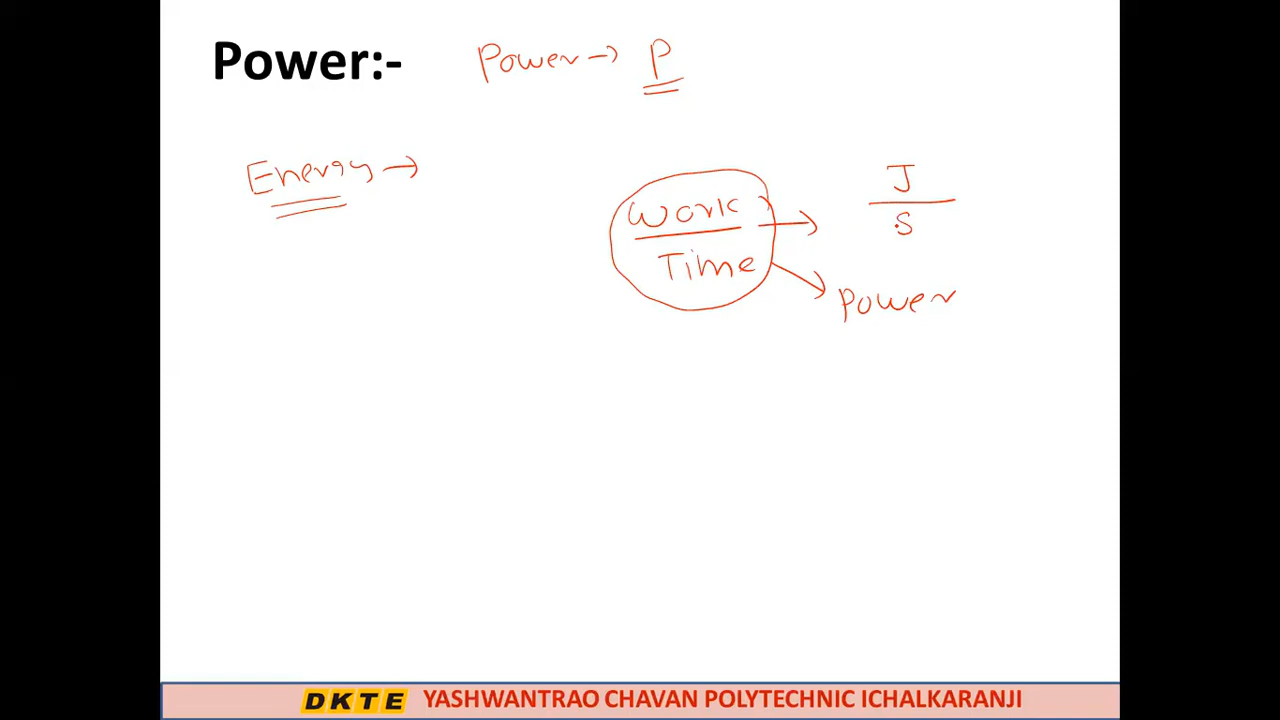 Power:- Power → P
Energy →
Work
Time
→ J
S
→ Power
DKTE YASHWANTRAO CHAVAN POLYTECHNIC ICHALKARANJI